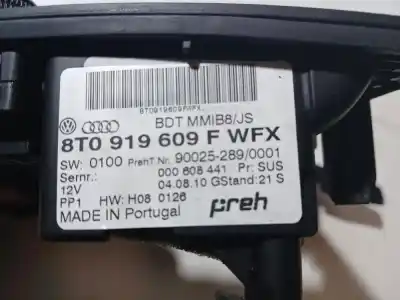 8T0919609FWFX
BDT MMIB8/JS
8T0 919 609 F WFX
SW: 0100 PrehT Nr. 90025-289/0001
Sernr.: 000 608 441 Pr: SUS
12V 04.08.10 GStand: 21 S
PP1 HW: H08 0126
MADE IN Portugal preh